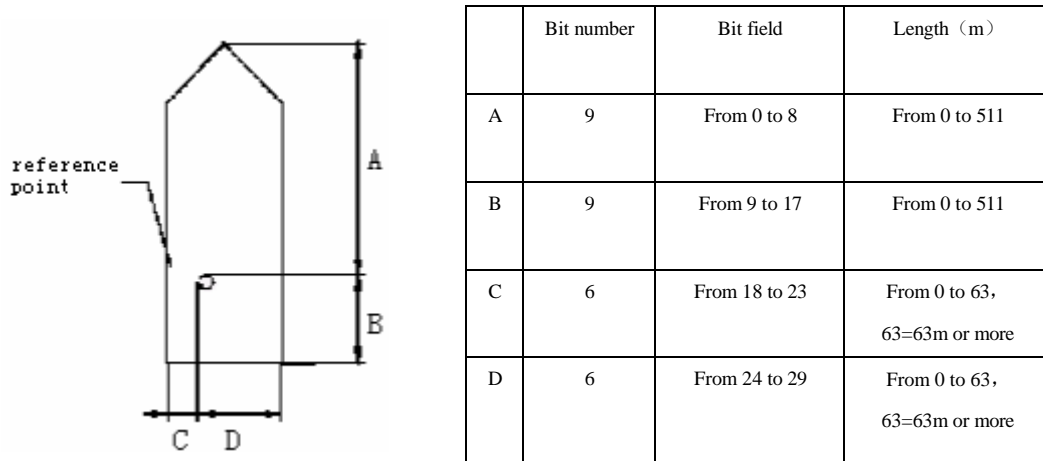 reference
point
A
B
C D
Bit number Bit field Length（m）
A 9 From 0 to 8 From 0 to 511
B 9 From 9 to 17 From 0 to 511
C 6 From 18 to 23 From 0 to 63，
63=63m or more
D 6 From 24 to 29 From 0 to 63，
63=63m or more